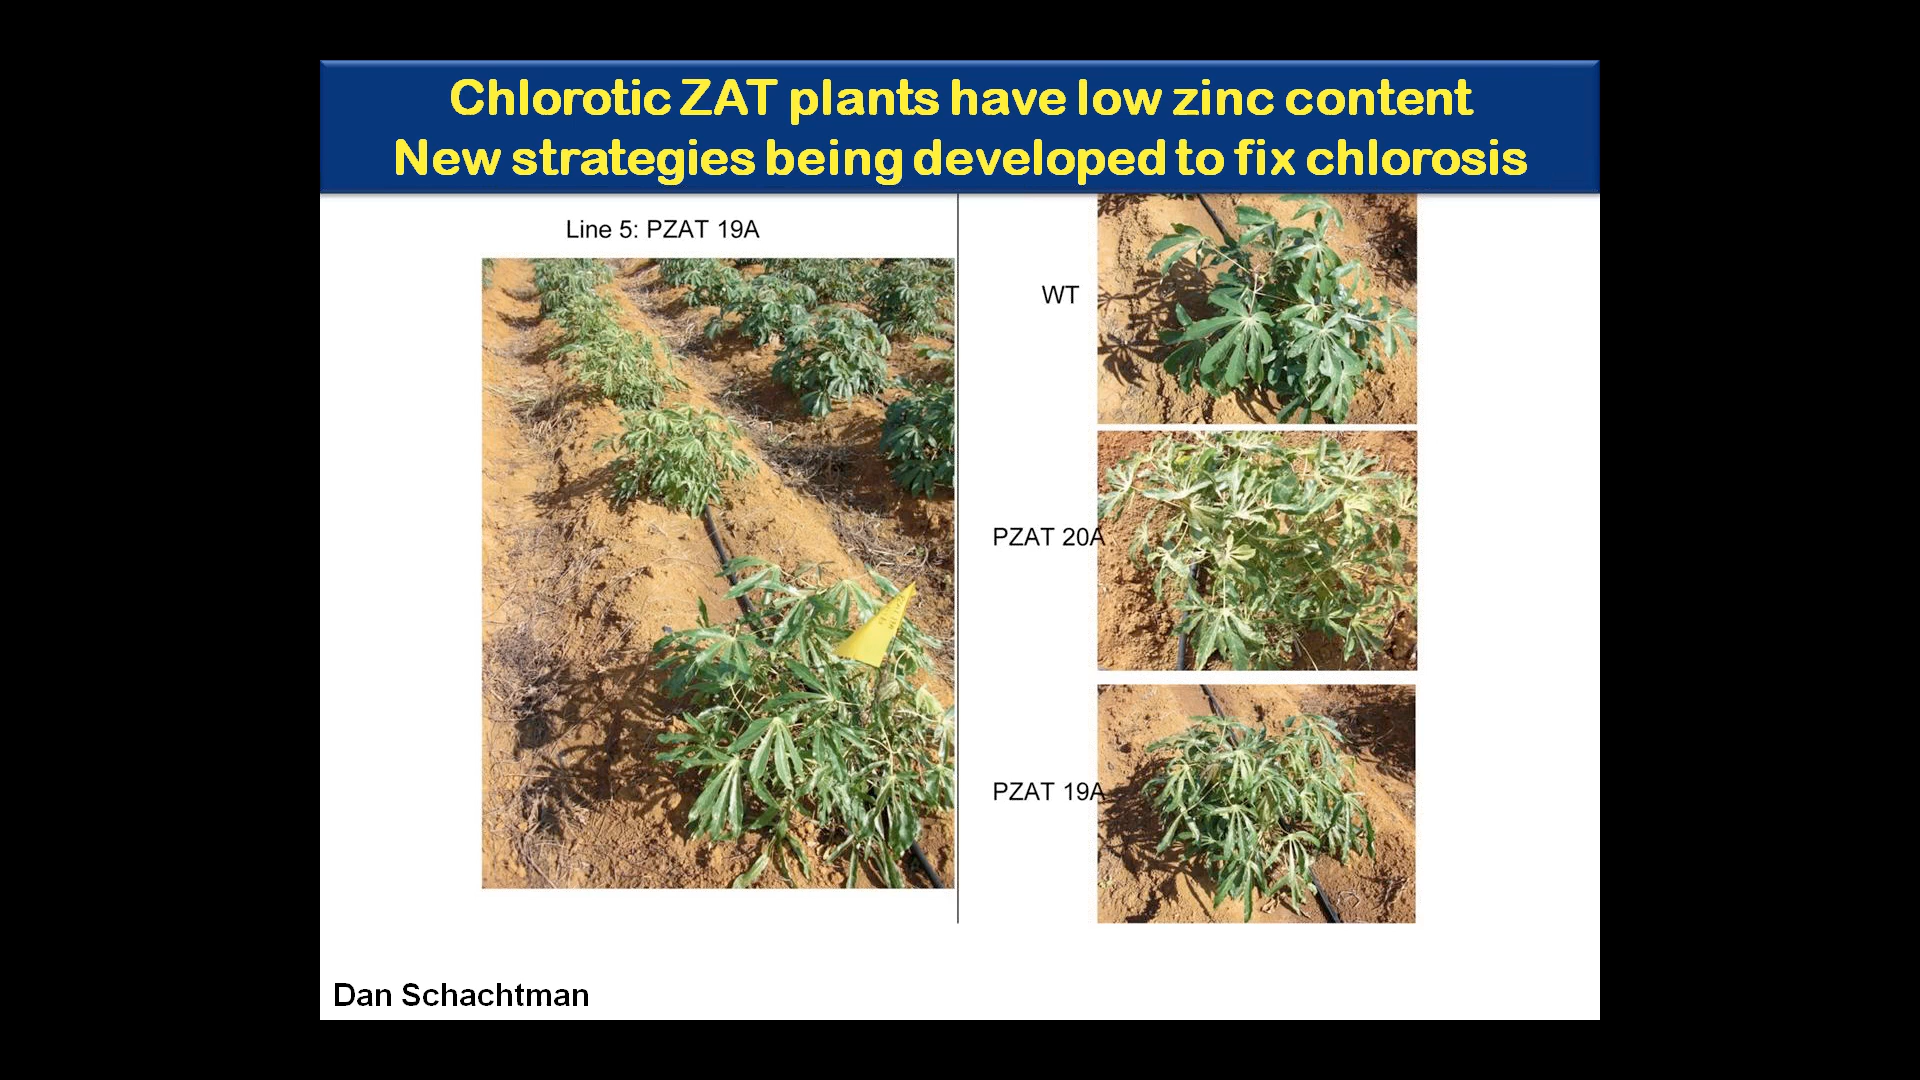 Chlorotic ZAT plants have low zinc content
New strategies being developed to fix chlorosis
Line 5: PZAT 19A
WT
PZAT 20A
PZAT 19A
Dan Schachtman